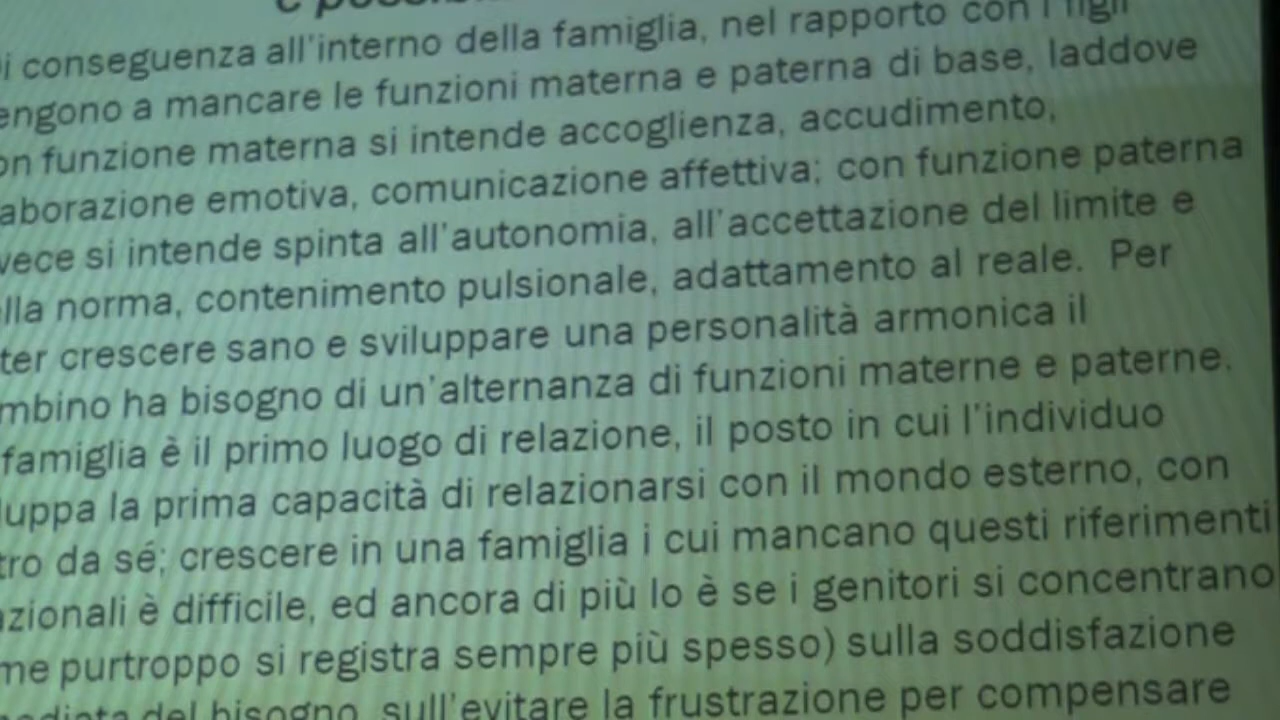 i conseguenza all'interno della famiglia, nel rapporto con i figli
engono a mancare le funzioni materna e paterna di base, laddove
on funzione materna si intende accoglienza, accudimento,
aborazione emotiva, comunicazione affettiva; con funzione paterna
vece si intende spinta all'autonomia, all'accettazione del limite e
lla norma, contenimento pulsionale, adattamento al reale. Per
ter crescere sano e sviluppare una personalità armonica il
mbino ha bisogno di un'alternanza di funzioni materne e paterne.
famiglia è il primo luogo di relazione, il posto in cui l'individuo
luppa la prima capacità di relazionarsi con il mondo esterno, con
tro da sé; crescere in una famiglia i cui mancano questi riferimenti
azionali è difficile, ed ancora di più lo è se i genitori si concentrano
me purtroppo si registra sempre più spesso) sulla soddisfazione
del bisogno, sull'evitare la frustrazione per compensare